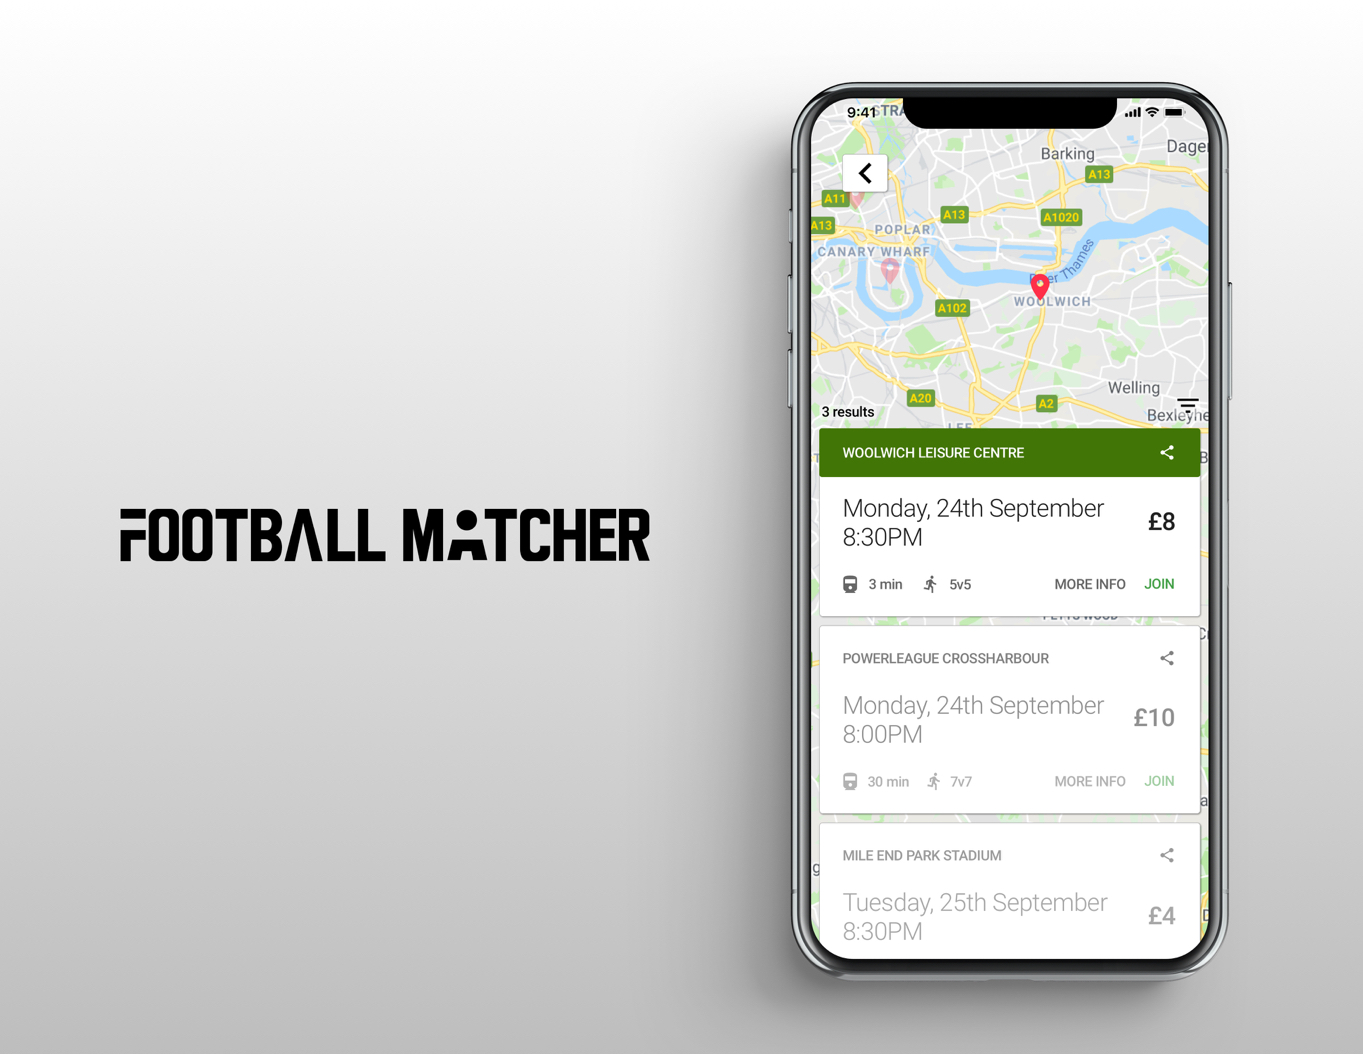 FOOTBALL MATCHER
9:41
STRA
Barking
Dager
A13
A11
A13
A13
A1020
POPLAR
CANARY WHARF
River Thames
WOOLWICH
A102
Welling
A20
A2
3 results
Bexleyhe
LEE
WOOLWICH LEISURE CENTRE
Monday, 24th September
8:30PM
£8
3 min
5v5
MORE INFO
JOIN
POWERLEAGUE CROSSHARBOUR
Monday, 24th September
8:00PM
£10
30 min
7v7
MORE INFO
JOIN
MILE END PARK STADIUM
Tuesday, 25th September
8:30PM
£4